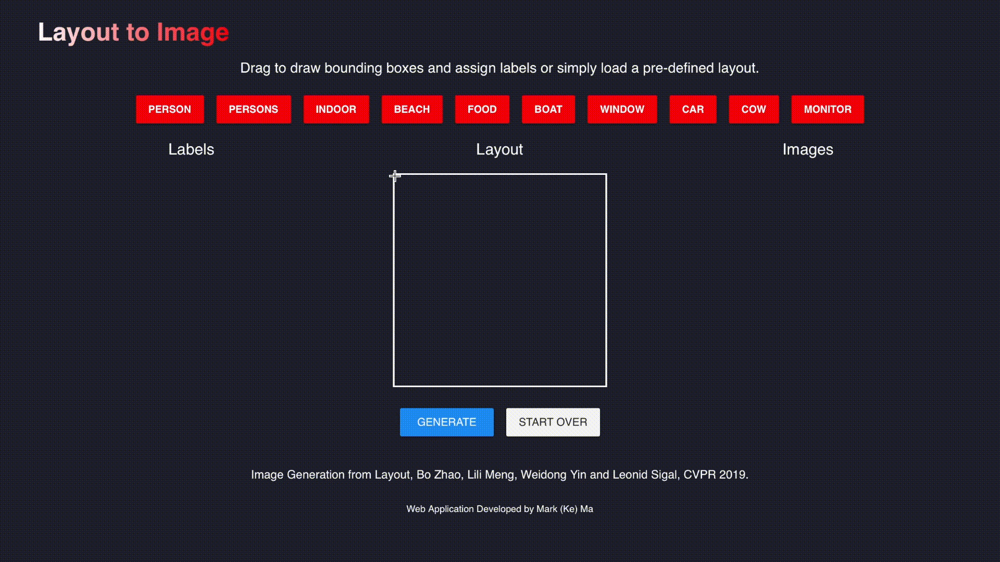 Layout to Image
Drag to draw bounding boxes and assign labels or simply load a pre-defined layout.
PERSON PERSONS INDOOR BEACH FOOD BOAT WINDOW CAR COW MONITOR
Labels Layout Images
GENERATE START OVER
Image Generation from Layout, Bo Zhao, Lili Meng, Weidong Yin and Leonid Sigal, CVPR 2019.
Web Application Developed by Mark (Ke) Ma